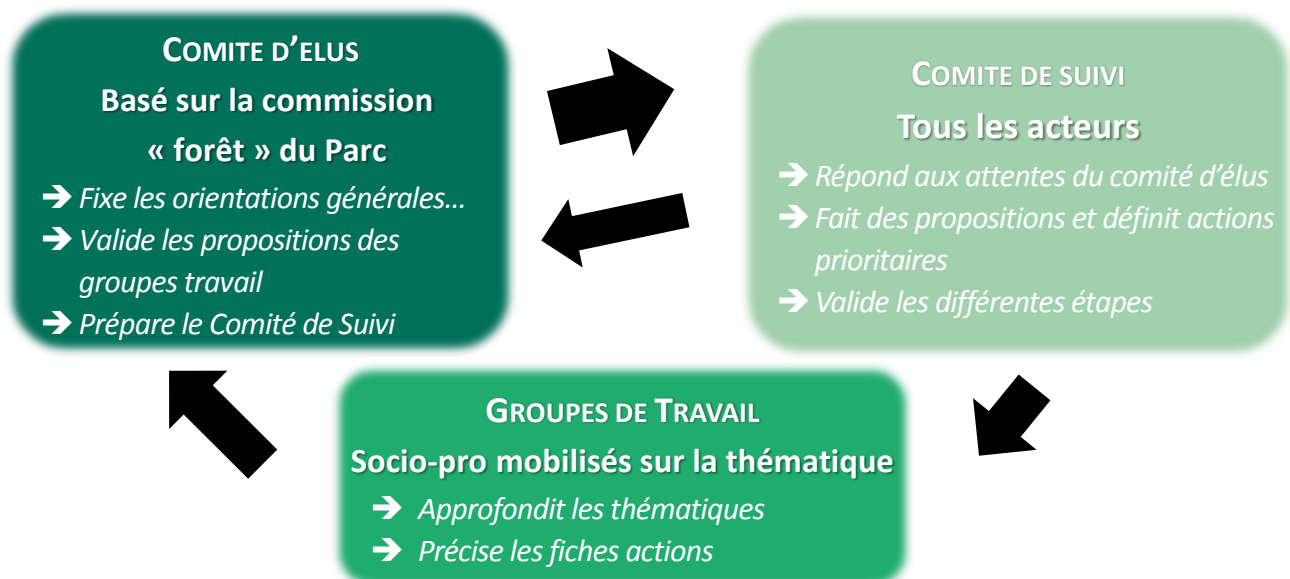 COMITE D'ELUS
Basé sur la commission
« forêt » du Parc
➔ Fixe les orientations générales...
➔ Valide les propositions des
groupes travail
➔ Prépare le Comité de Suivi
COMITE DE SUIVI
Tous les acteurs
➔ Répond aux attentes du comité d'élus
➔ Fait des propositions et définit actions
prioritaires
➔ Valide les différentes étapes
GROUPES DE TRAVAIL
Socio-pro mobilisés sur la thématique
➔ Approfondit les thématiques
➔ Précise les fiches actions